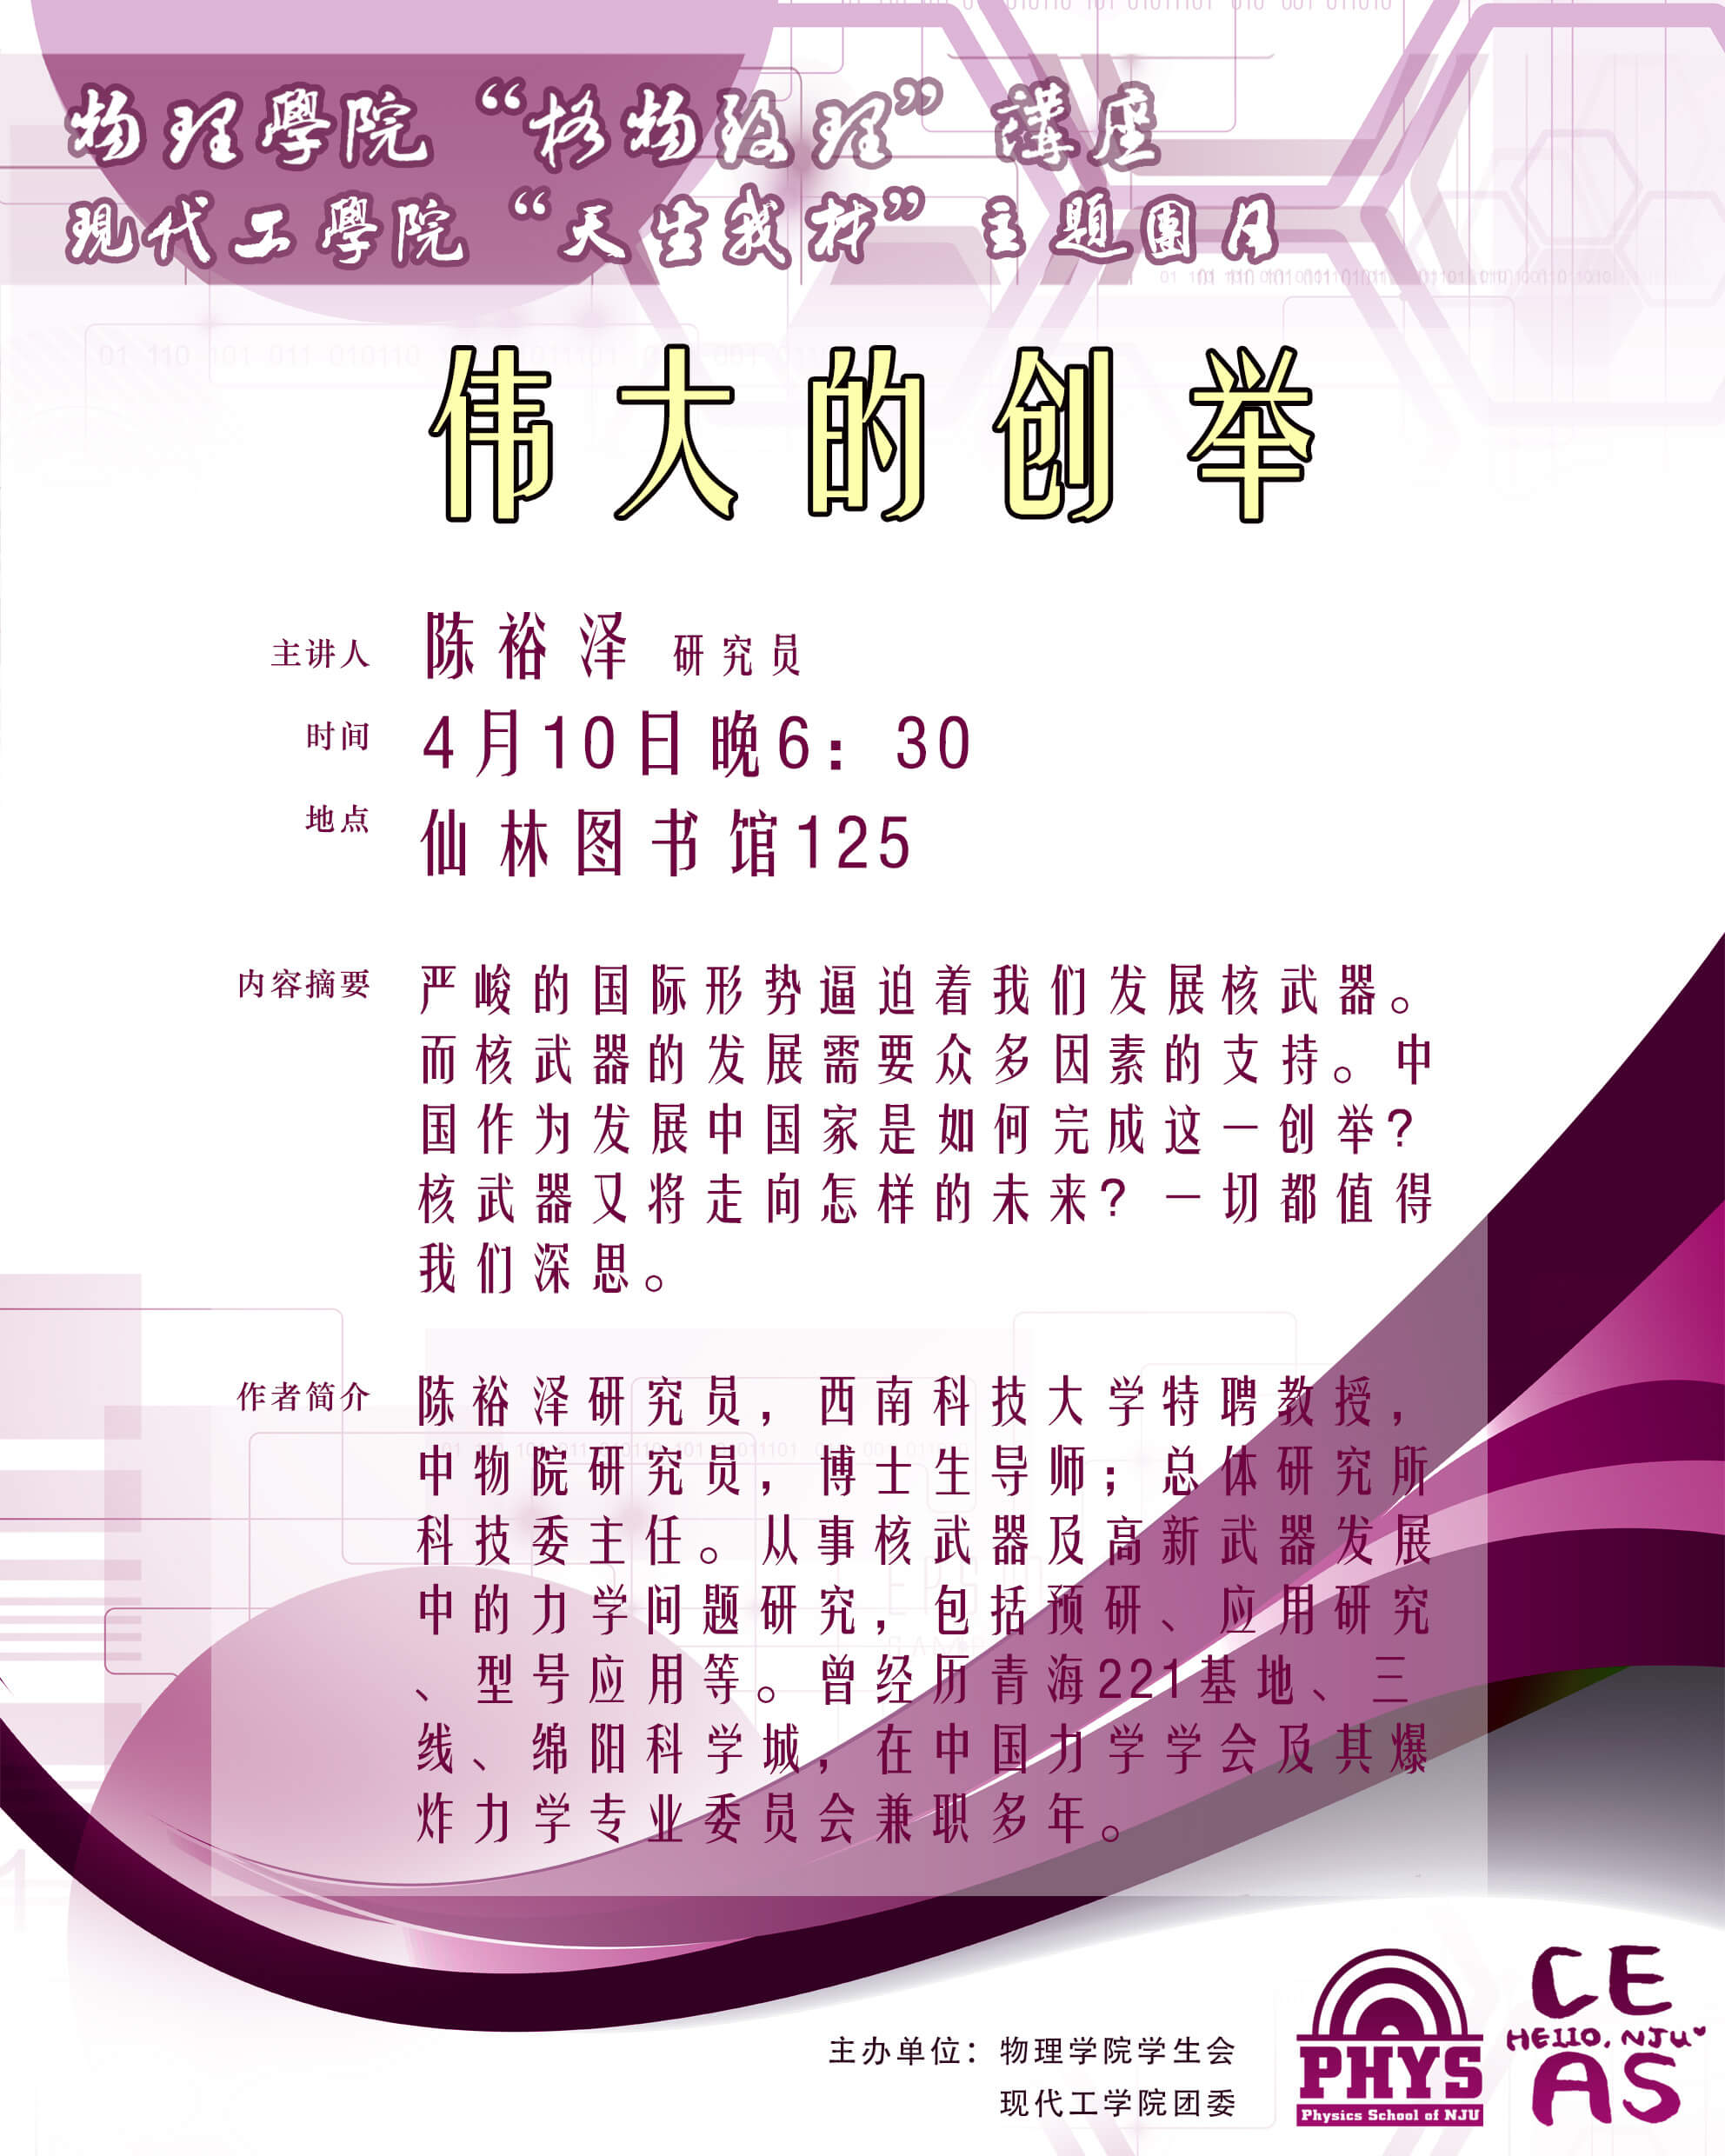 物理學院“格物致理”講座
現代工學院“天生我材”主題團月
伟大的创举
主讲人 陈裕泽 研究员
时间 4月10日晚6：30
地点 仙林图书馆125
内容摘要 严峻的国际形势逼迫着我们发展核武器。
而核武器的发展需要众多因素的支持。中
国作为发展中国家是如何完成这一创举？
核武器又将走向怎样的未来？一切都值得
我们深思。
作者简介 陈裕泽研究员，西南科技大学特聘教授，
中物院研究员，博士生导师；总体研究所
科技委主任。从事核武器及高新武器发展
中的力学问题研究，包括预研、应用研究
、型号应用等。曾经历青海221基地、三
线、绵阳科学城，在中国力学学会及其爆
炸力学专业委员会兼职多年。
主办单位：物理学院学生会
现代工学院团委
PHYS
Physics School of NJU
CE
HEllO, NJU
AS